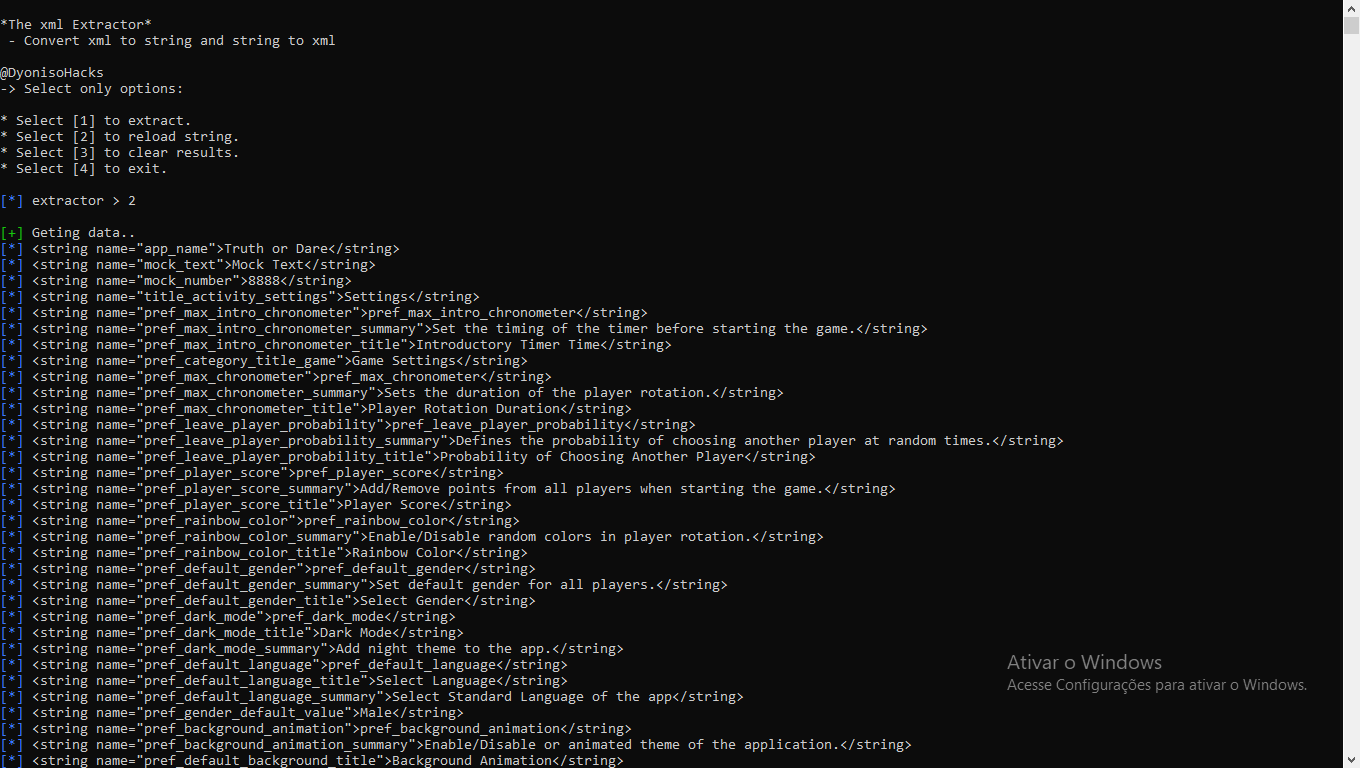 *The xml Extractor*
 - Convert xml to string and string to xml
@DyonisoHacks
-> Select only options:
* Select [1] to extract.
* Select [2] to reload string.
* Select [3] to clear results.
* Select [4] to exit.
[*] extractor > 2
[+] Geting data..
[*] <string name="app_name">Truth or Dare</string>
[*] <string name="mock_text">Mock Text</string>
[*] <string name="mock_number">8888</string>
[*] <string name="title_activity_settings">Settings</string>
[*] <string name="pref_max_intro_chronometer">pref_max_intro_chronometer</string>
[*] <string name="pref_max_intro_chronometer_summary">Set the timing of the timer before starting the game.</string>
[*] <string name="pref_max_intro_chronometer_title">Introductory Timer Time</string>
[*] <string name="pref_category_title_game">Game Settings</string>
[*] <string name="pref_max_chronometer">pref_max_chronometer</string>
[*] <string name="pref_max_chronometer_summary">Sets the duration of the player rotation.</string>
[*] <string name="pref_max_chronometer_title">Player Rotation Duration</string>
[*] <string name="pref_leave_player_probability">pref_leave_player_probability</string>
[*] <string name="pref_leave_player_probability_summary">Defines the probability of choosing another player at random times.</string>
[*] <string name="pref_leave_player_probability_title">Probability of Choosing Another Player</string>
[*] <string name="pref_player_score">pref_player_score</string>
[*] <string name="pref_player_score_summary">Add/Remove points from all players when starting the game.</string>
[*] <string name="pref_player_score_title">Player Score</string>
[*] <string name="pref_rainbow_color">pref_rainbow_color</string>
[*] <string name="pref_rainbow_color_summary">Enable/Disable random colors in player rotation.</string>
[*] <string name="pref_rainbow_color_title">Rainbow Color</string>
[*] <string name="pref_default_gender">pref_default_gender</string>
[*] <string name="pref_default_gender_summary">Set default gender for all players.</string>
[*] <string name="pref_default_gender_title">Select Gender</string>
[*] <string name="pref_dark_mode">pref_dark_mode</string>
[*] <string name="pref_dark_mode_title">Dark Mode</string>
[*] <string name="pref_dark_mode_summary">Add night theme to the app.</string>
[*] <string name="pref_default_language">pref_default_language</string>
[*] <string name="pref_default_language_title">Select Language</string>
[*] <string name="pref_default_language_summary">Select Standard Language of the app</string>
[*] <string name="pref_gender_default_value">Male</string>
[*] <string name="pref_background_animation">pref_background_animation</string>
[*] <string name="pref_background_animation_summary">Enable/Disable or animated theme of the application.</string>
[*] <string name="pref_default_background_title">Background Animation</string>
Ativar o Windows
Acesse Configurações para ativar o Windows.